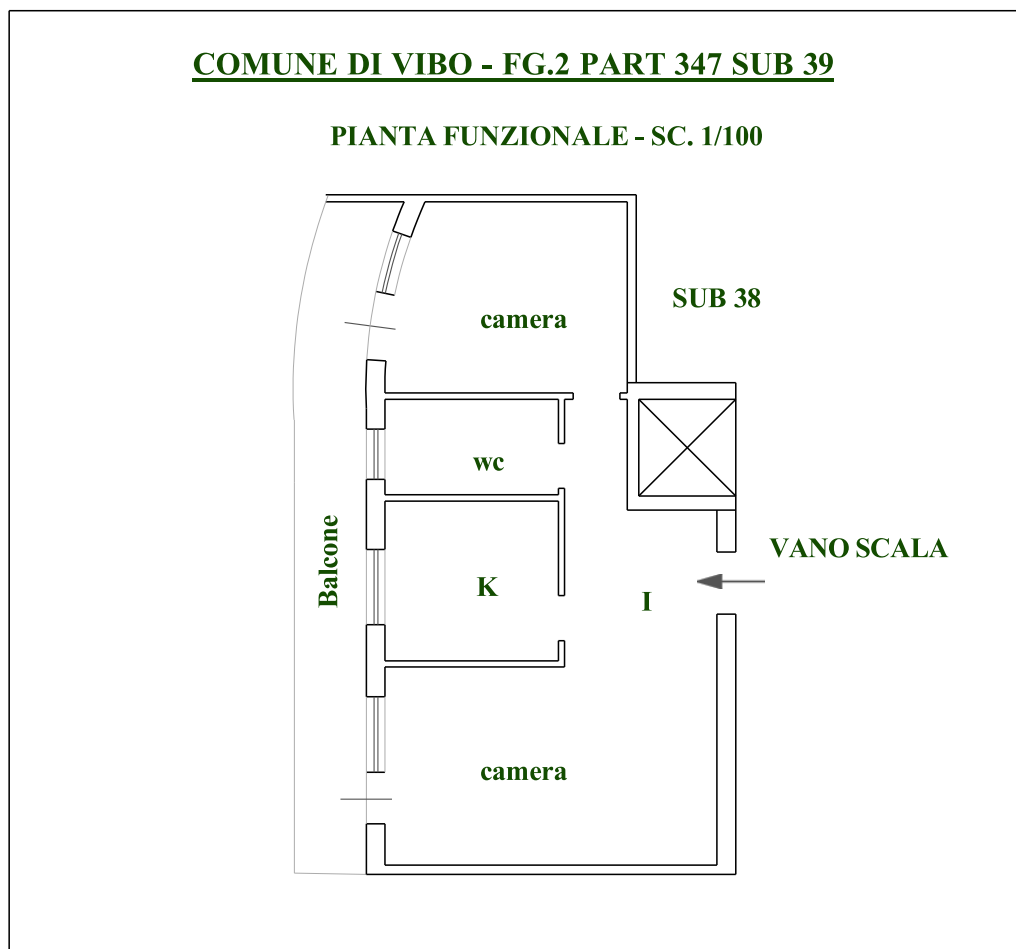 COMUNE DI VIBO - FG.2 PART 347 SUB 39
PIANTA FUNZIONALE - SC. 1/100
SUB 38
camera
wc
Balcone
VANO SCALA
K
I
camera